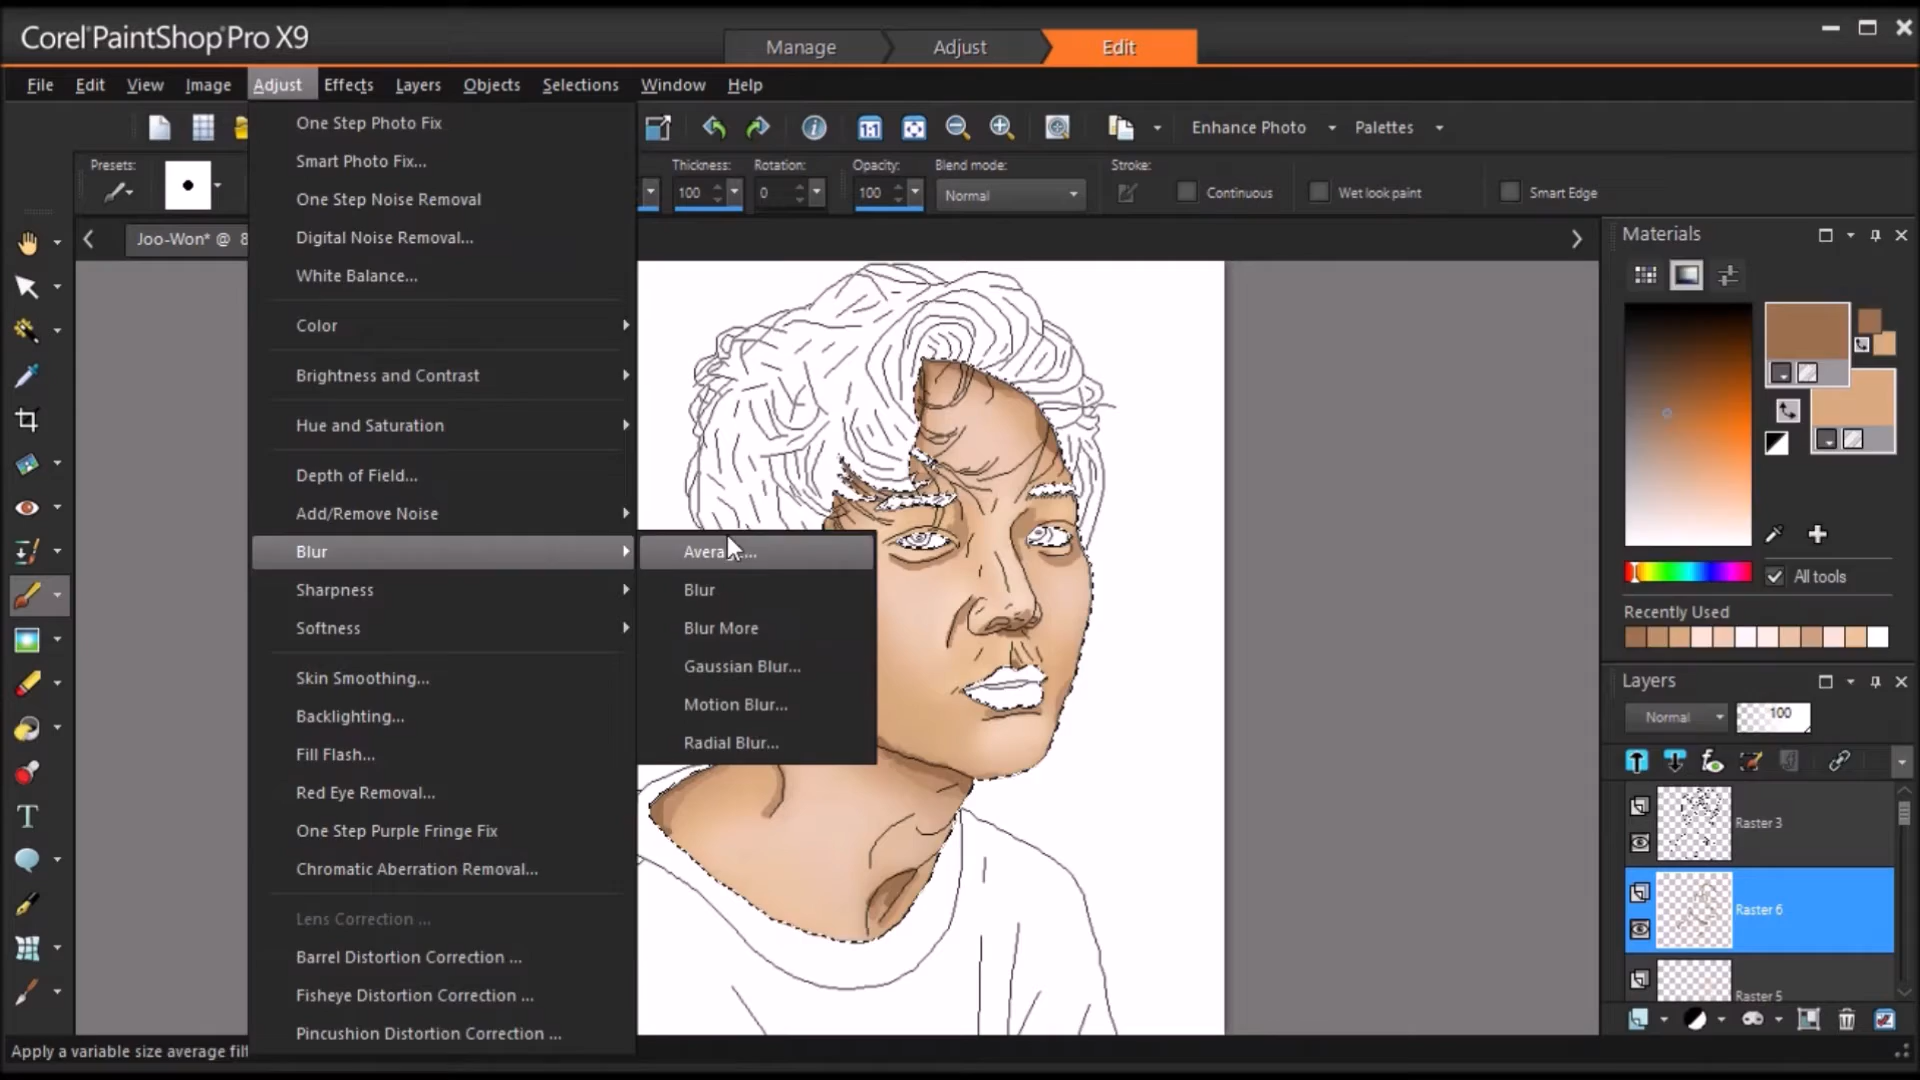 Corel PaintShop Pro X9
Manage
Adjust
Edit
File Edit View Image Adjust Effects Layers Objects Selections Window Help
1:1
Enhance Photo
Palettes
Presets:
Thickness:
Rotation:
Opacity:
Blend mode:
Stroke:
100
0
100
Normal
Continuous
Wet look paint
Smart Edge
Joo-Won* @ 8
One Step Photo Fix
Smart Photo Fix...
One Step Noise Removal
Digital Noise Removal...
White Balance...
Color
Brightness and Contrast
Hue and Saturation
Depth of Field...
Add/Remove Noise
Blur
Sharpness
Softness
Skin Smoothing...
Backlighting...
Fill Flash...
Red Eye Removal...
One Step Purple Fringe Fix
Chromatic Aberration Removal...
Lens Correction ...
Barrel Distortion Correction ...
Fisheye Distortion Correction ...
Pincushion Distortion Correction ...
Blur
Blur More
Gaussian Blur...
Motion Blur...
Radial Blur...
Materials
All tools
Recently Used
Layers
Normal
100
Raster 3
Raster 6
Raster 5
Apply a variable size average filt